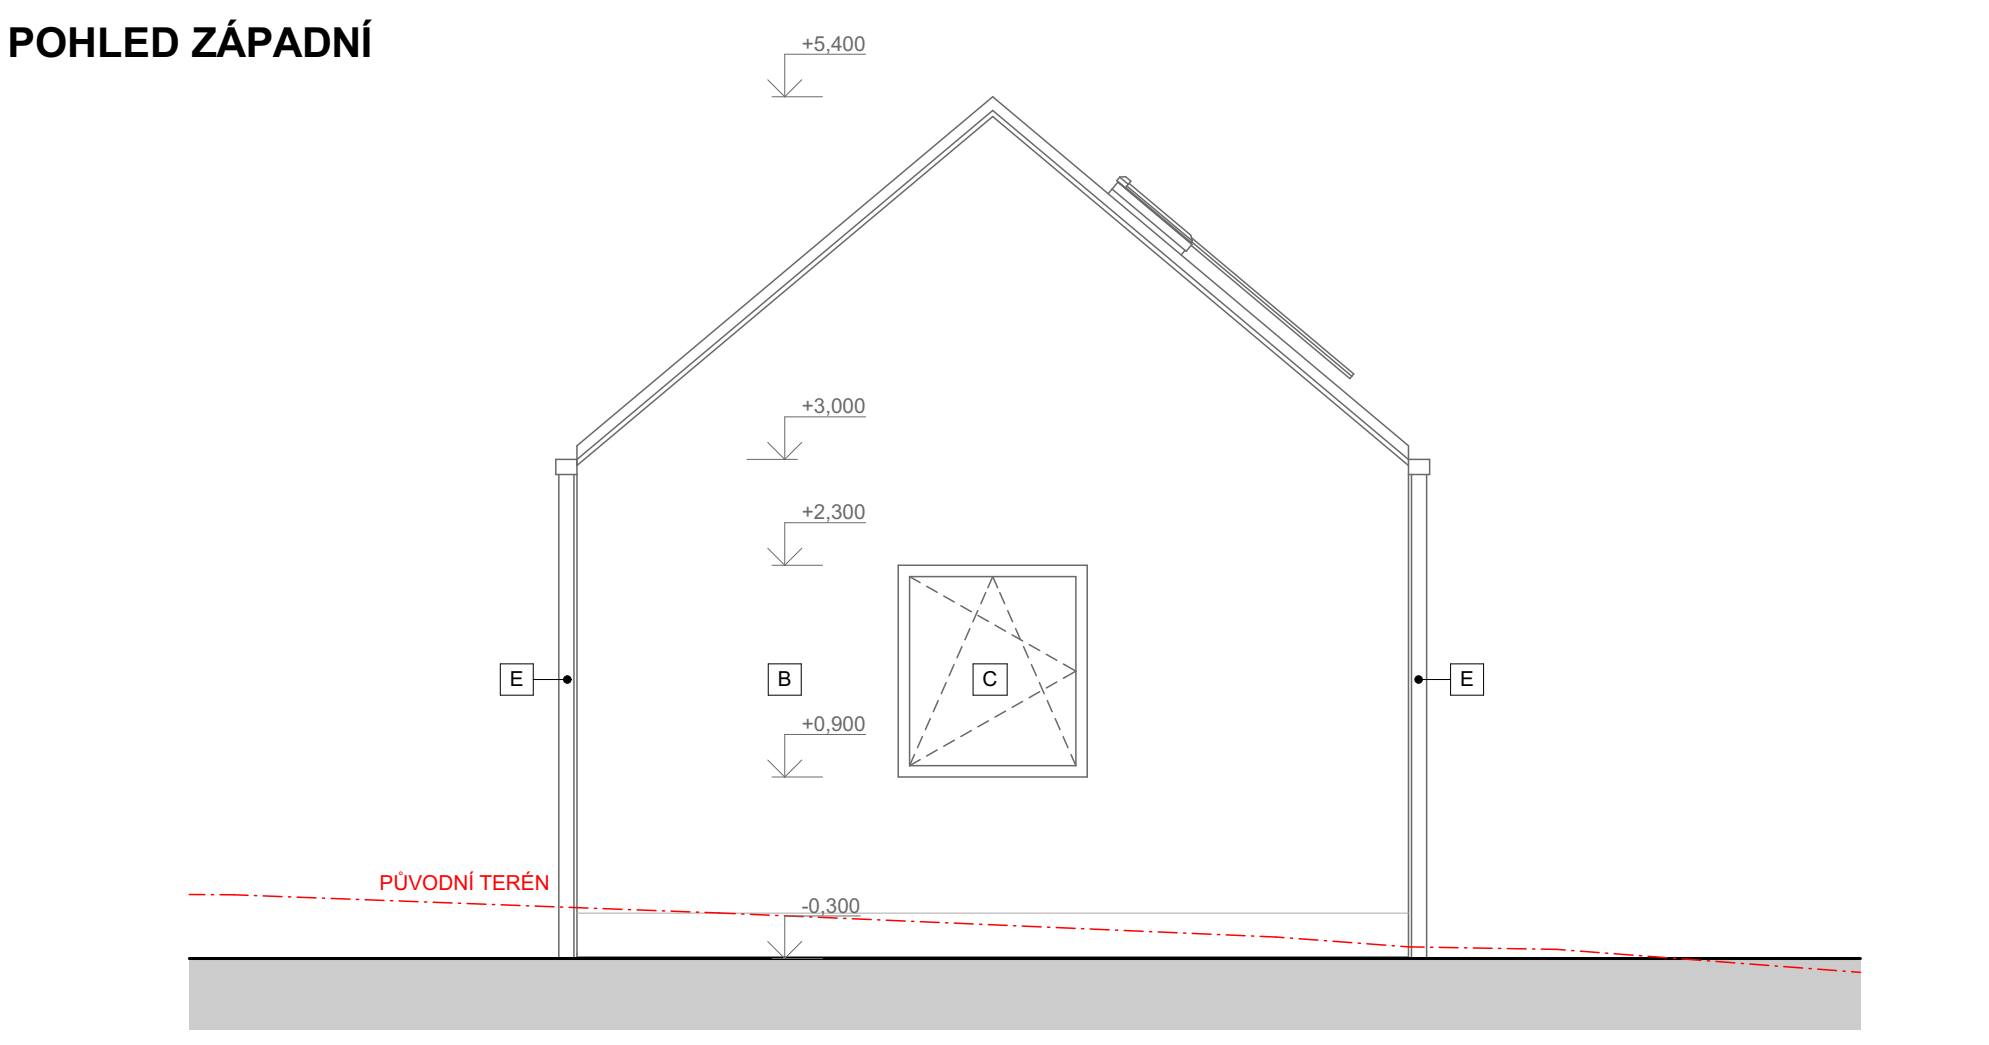 POHLED ZÁPADNÍ
+5,400
+3,000
+2,300
E
B
C
E
+0,900
PŮVODNÍ TERÉN
-0,300